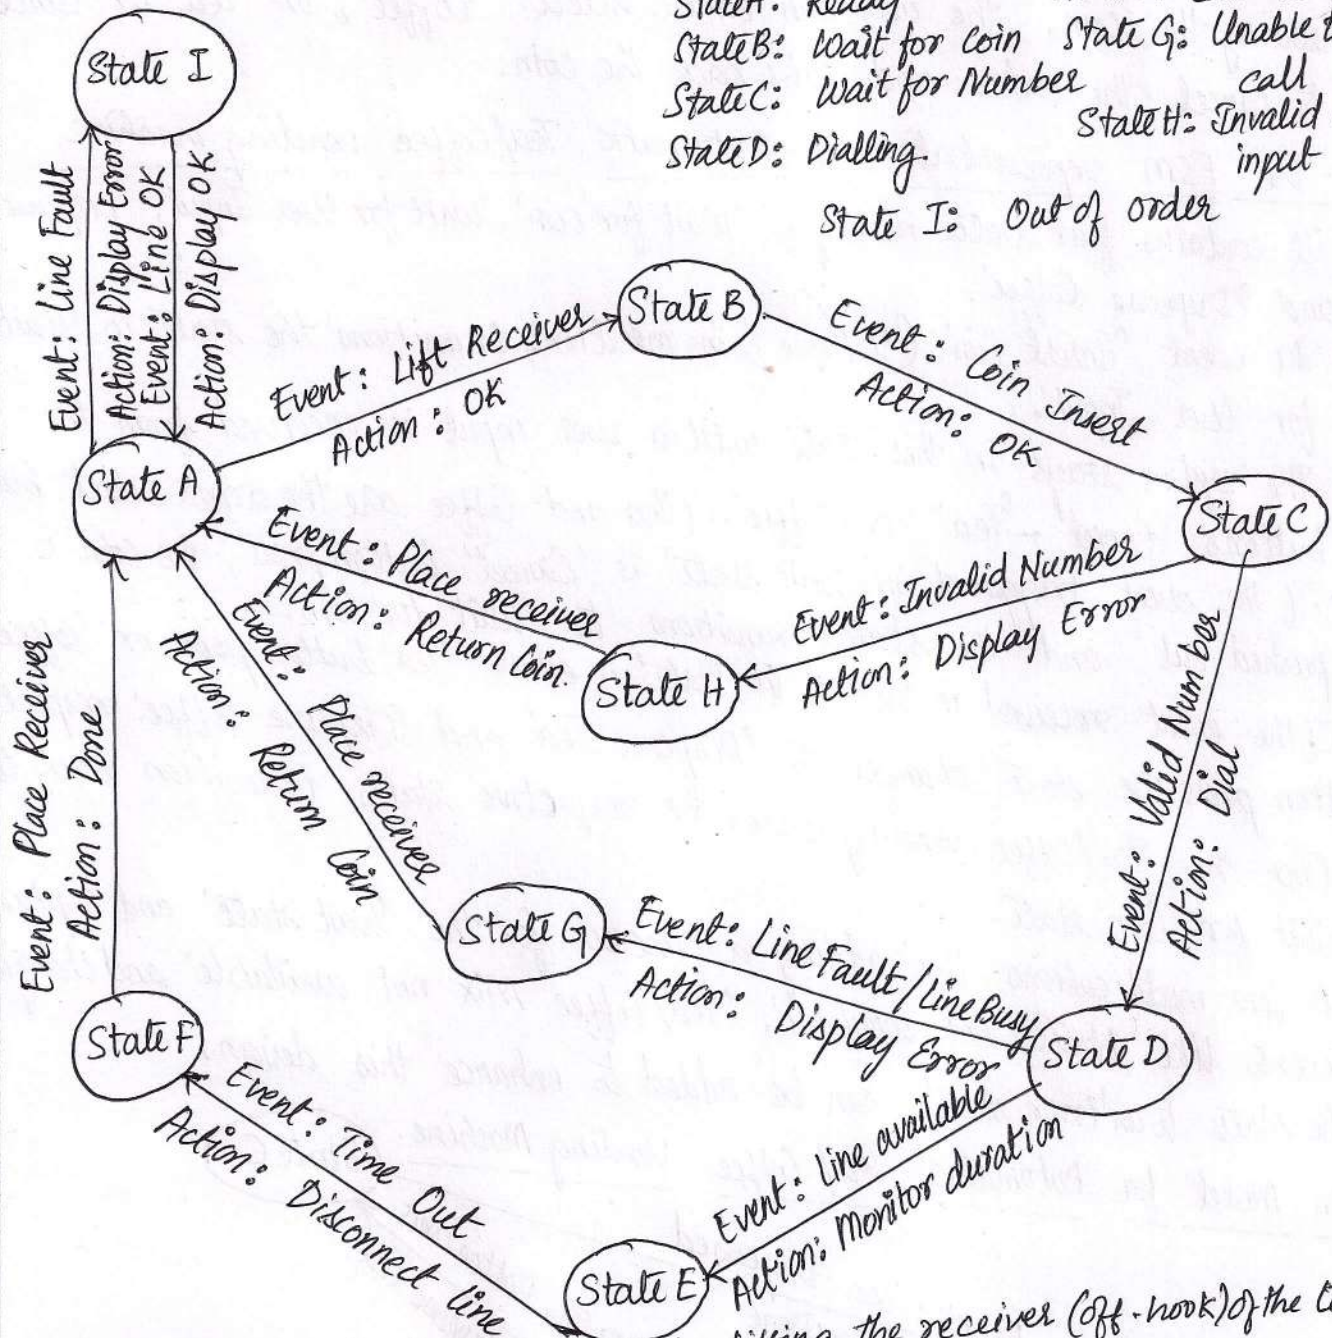 State A: Ready
State B: Wait for Coin
State G: Unable
call
State C: Wait for Number
State H: Invalid
input
State D: Dialling.
State I: Out of order
State I
Event: Line Fault
Action: Display Error
Event: Line OK
Action: Display OK
State A
Event: Lift Receiver
Action: OK
State B
Event: Coin Insert
Action: OK
State C
Event: Invalid Number
Action: Display Error
State H
Event: Place receiver
Action: Return Coin.
Event: Valid Number
Action: Dial
State D
Event: Line Fault / Line Busy
Action: Display Error
State G
Event: Place receiver
Action: Return Coin
Event: Line available
Action: Monitor duration
State E
Event: Time Out
Action: Disconnect line
State F
Event: Place Receiver
Action: Done
the receiver (off-hook) of the